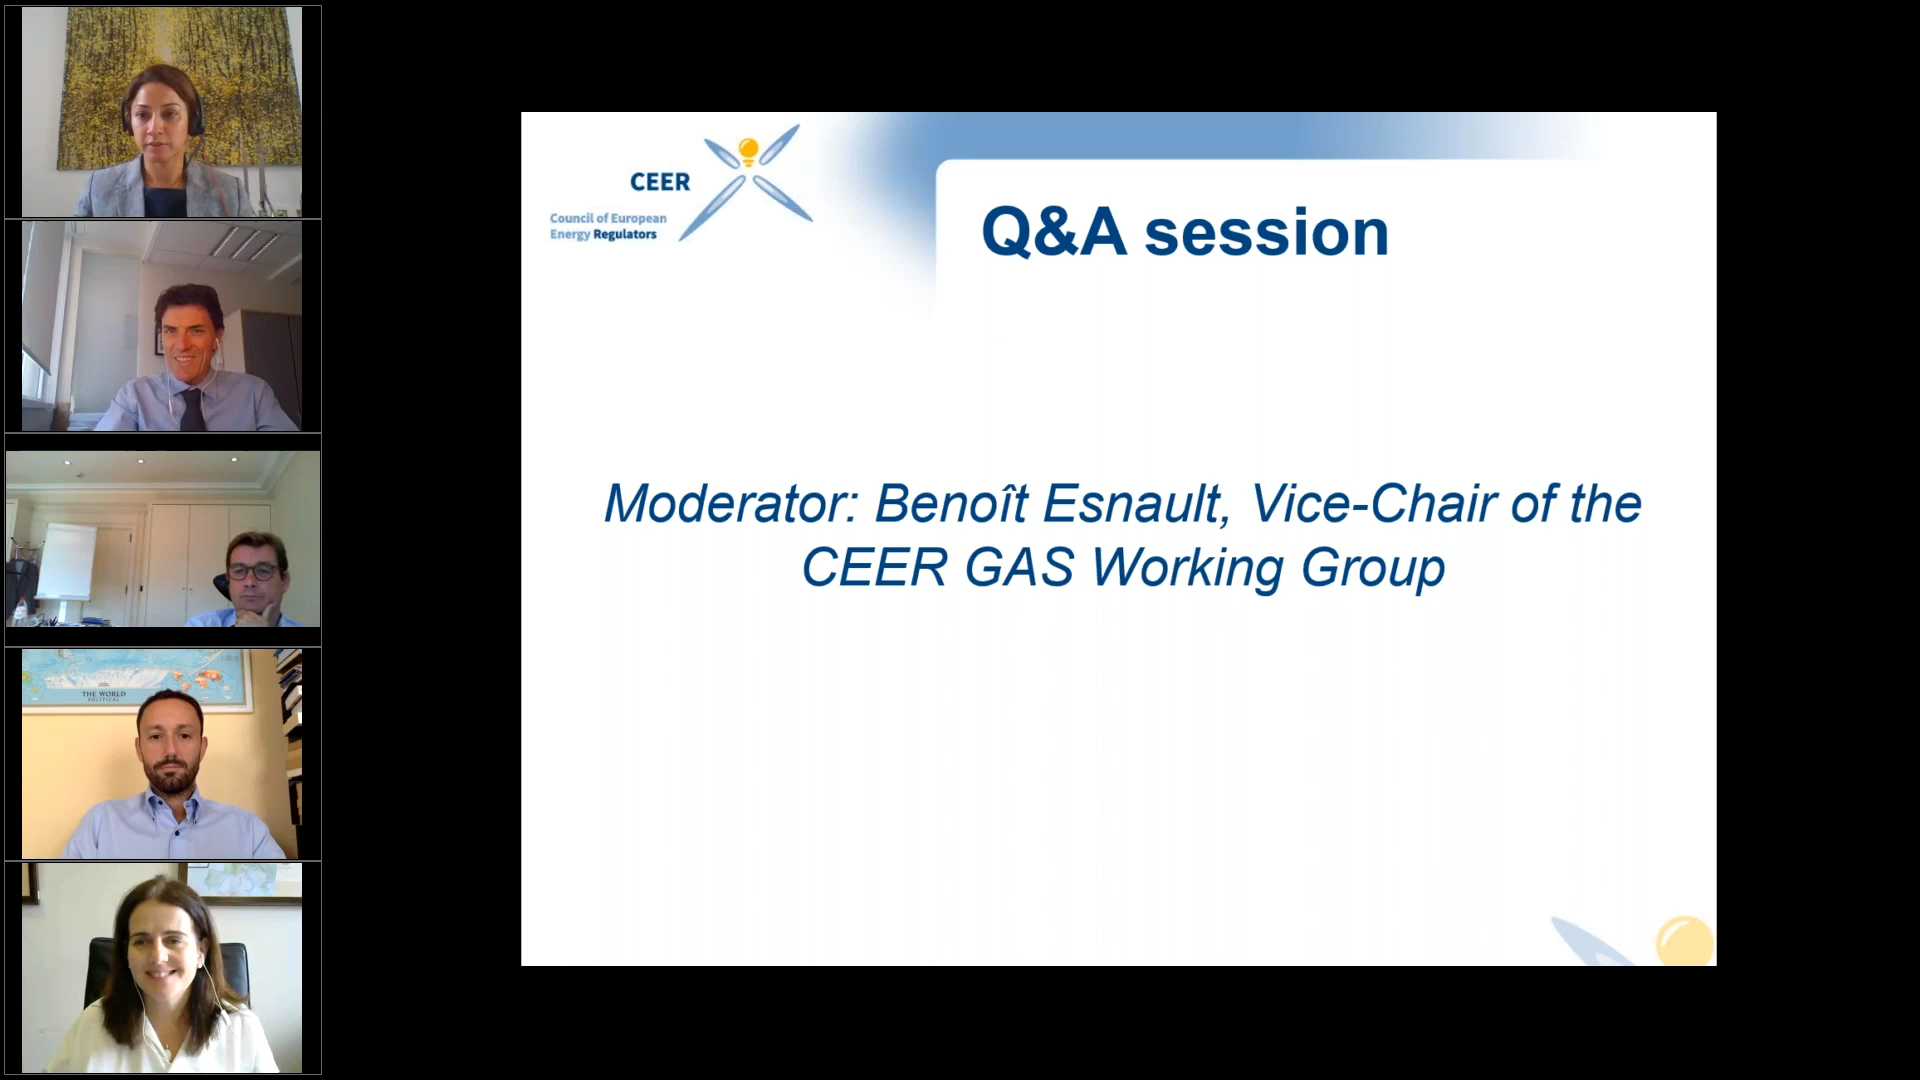 CEER
Council of European
Energy Regulators
Q&A session
Moderator: Benoît Esnault, Vice-Chair of the
CEER GAS Working Group
THE WORLD
POLITICAL